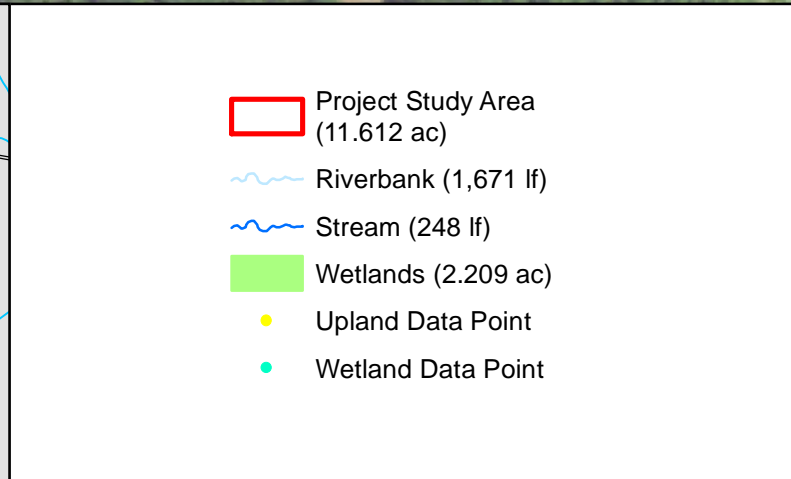 Project Study Area
(11.612 ac)
Riverbank (1,671 lf)
Stream (248 lf)
Wetlands (2.209 ac)
Upland Data Point
Wetland Data Point